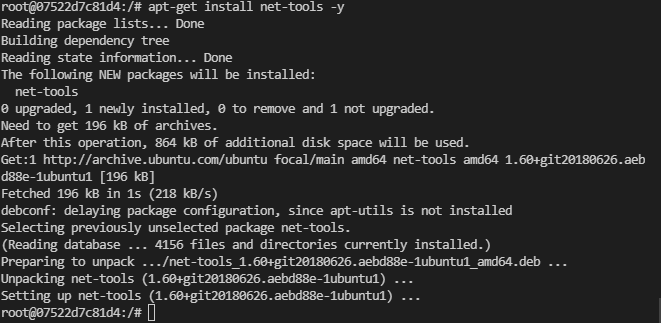 root@07522d7c81d4:/# apt-get install net-tools -y
Reading package lists... Done
Building dependency tree
Reading state information... Done
The following NEW packages will be installed:
  net-tools
0 upgraded, 1 newly installed, 0 to remove and 1 not upgraded.
Need to get 196 kB of archives.
After this operation, 864 kB of additional disk space will be used.
Get:1 http://archive.ubuntu.com/ubuntu focal/main amd64 net-tools amd64 1.60+git20180626.aeb
d88e-1ubuntu1 [196 kB]
Fetched 196 kB in 1s (218 kB/s)
debconf: delaying package configuration, since apt-utils is not installed
Selecting previously unselected package net-tools.
(Reading database ... 4156 files and directories currently installed.)
Preparing to unpack .../net-tools_1.60+git20180626.aebd88e-1ubuntu1_amd64.deb ...
Unpacking net-tools (1.60+git20180626.aebd88e-1ubuntu1) ...
Setting up net-tools (1.60+git20180626.aebd88e-1ubuntu1) ...
root@07522d7c81d4:/#